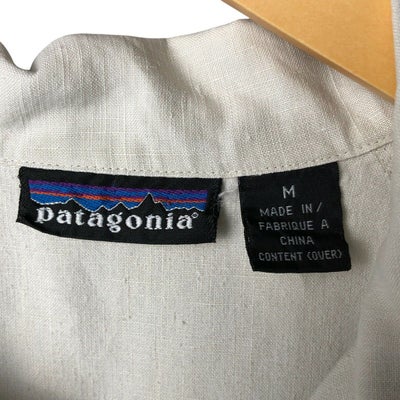 patagonia®
M
MADE IN/
FABRIQUE A
CHINA
CONTENT (OVER)